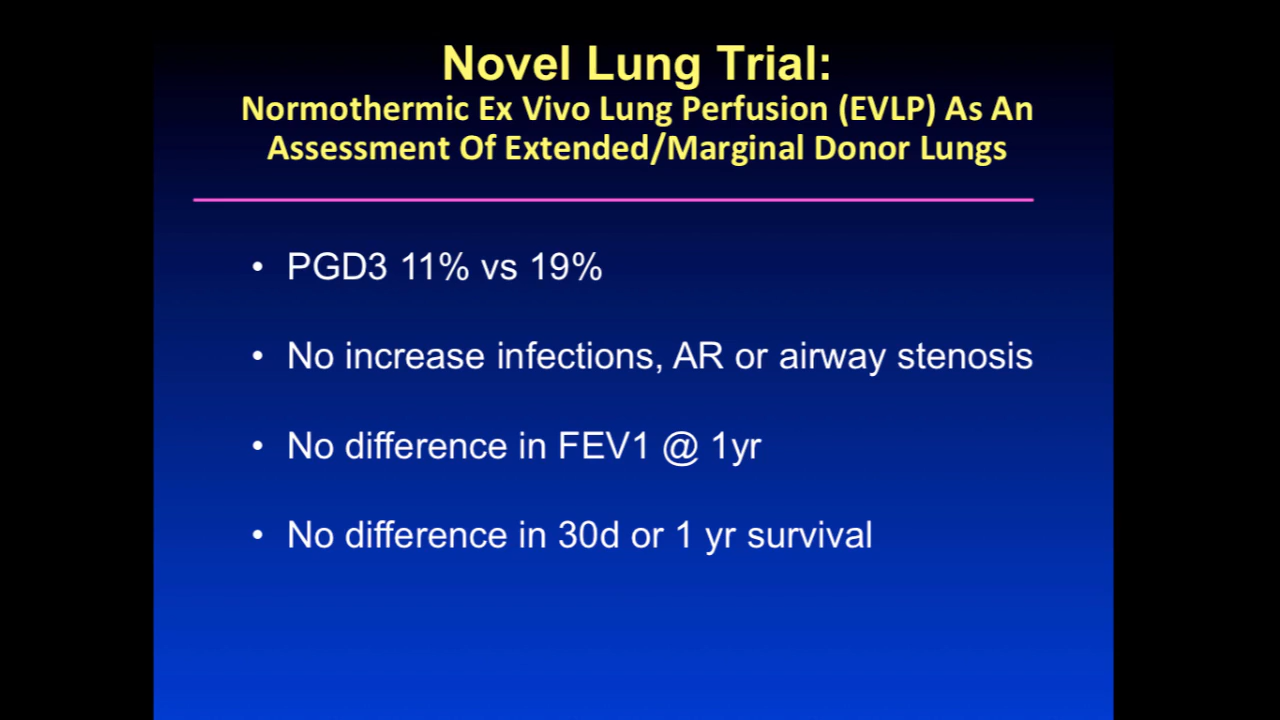 Novel Lung Trial:
Normothermic Ex Vivo Lung Perfusion (EVLP) As An
Assessment Of Extended/Marginal Donor Lungs
• PGD3 11% vs 19%
• No increase infections, AR or airway stenosis
• No difference in FEV1 @ 1yr
• No difference in 30d or 1 yr survival